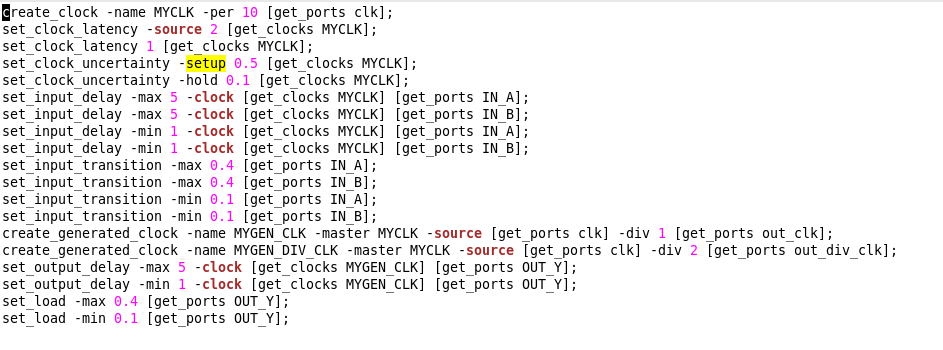 create_clock -name MYCLK -per 10 [get_ports clk];
set_clock_latency -source 2 [get_clocks MYCLK];
set_clock_latency 1 [get_clocks MYCLK];
set_clock_uncertainty -setup 0.5 [get_clocks MYCLK];
set_clock_uncertainty -hold 0.1 [get_clocks MYCLK];
set_input_delay -max 5 -clock [get_clocks MYCLK] [get_ports IN_A];
set_input_delay -max 5 -clock [get_clocks MYCLK] [get_ports IN_B];
set_input_delay -min 1 -clock [get_clocks MYCLK] [get_ports IN_A];
set_input_delay -min 1 -clock [get_clocks MYCLK] [get_ports IN_B];
set_input_transition -max 0.4 [get_ports IN_A];
set_input_transition -max 0.4 [get_ports IN_B];
set_input_transition -min 0.1 [get_ports IN_A];
set_input_transition -min 0.1 [get_ports IN_B];
create_generated_clock -name MYGEN_CLK -master MYCLK -source [get_ports clk] -div 1 [get_ports out_clk];
create_generated_clock -name MYGEN_DIV_CLK -master MYCLK -source [get_ports clk] -div 2 [get_ports out_div_clk];
set_output_delay -max 5 -clock [get_clocks MYGEN_CLK] [get_ports OUT_Y];
set_output_delay -min 1 -clock [get_clocks MYGEN_CLK] [get_ports OUT_Y];
set_load -max 0.4 [get_ports OUT_Y];
set_load -min 0.1 [get_ports OUT_Y];